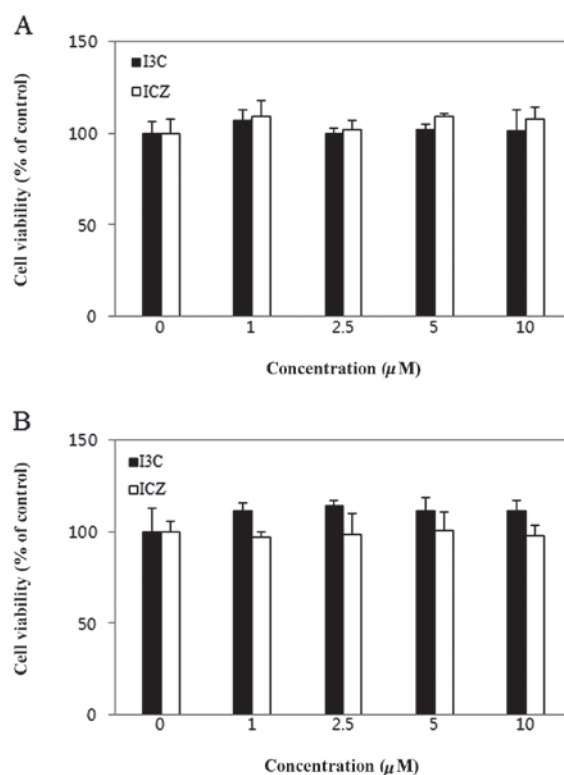 A
150
100
50
0
I3C
ICZ
Cell viability (% of control)
0 1 2.5 5 10
Concentration (μM)
B
150
100
50
0
I3C
ICZ
Cell viability (% of control)
0 1 2.5 5 10
Concentration (μM)